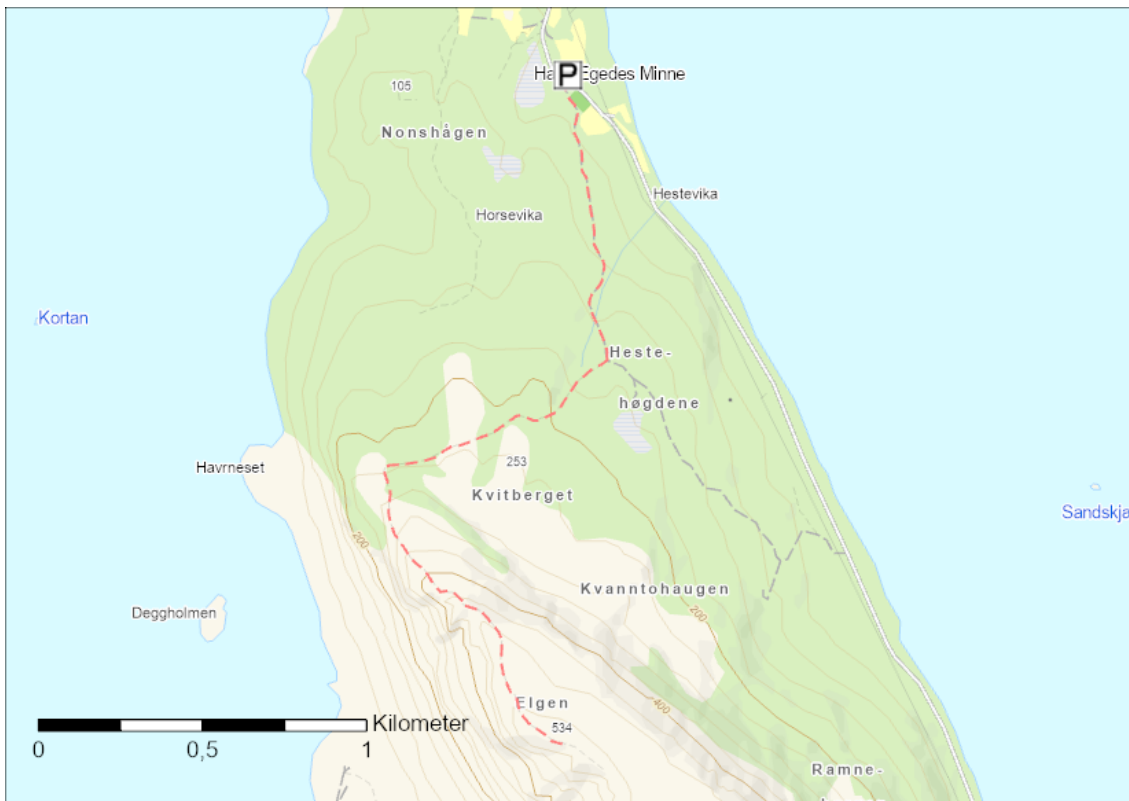 Ha
P
Egedes Minne
105
Nonshågen
Hestevika
Horsevika
Kortan
Heste-
høgdene
253
Havrneset
Kvitberget
200
Sandskja
Kvanntohaugen
200
Deggholmen
Elgen
400
534
Kilometer
0
0,5
1
Ramne-